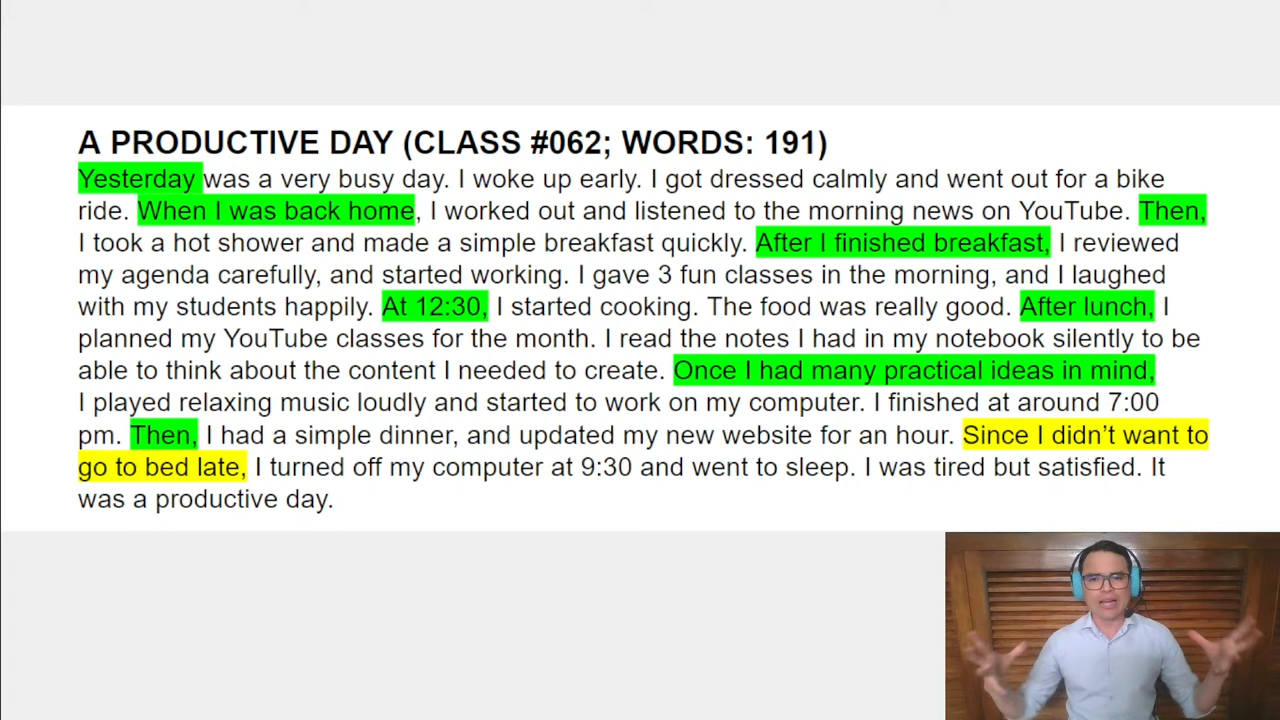 A PRODUCTIVE DAY (CLASS #062; WORDS: 191)
Yesterday was a very busy day. I woke up early. I got dressed calmly and went out for a bike
ride. When I was back home, I worked out and listened to the morning news on YouTube. Then,
I took a hot shower and made a simple breakfast quickly. After I finished breakfast, I reviewed
my agenda carefully, and started working. I gave 3 fun classes in the morning, and I laughed
with my students happily. At 12:30, I started cooking. The food was really good. After lunch, I
planned my YouTube classes for the month. I read the notes I had in my notebook silently to be
able to think about the content I needed to create. Once I had many practical ideas in mind,
I played relaxing music loudly and started to work on my computer. I finished at around 7:00
pm. Then, I had a simple dinner, and updated my new website for an hour. Since I didn’t want to
go to bed late, I turned off my computer at 9:30 and went to sleep. I was tired but satisfied. It
was a productive day.